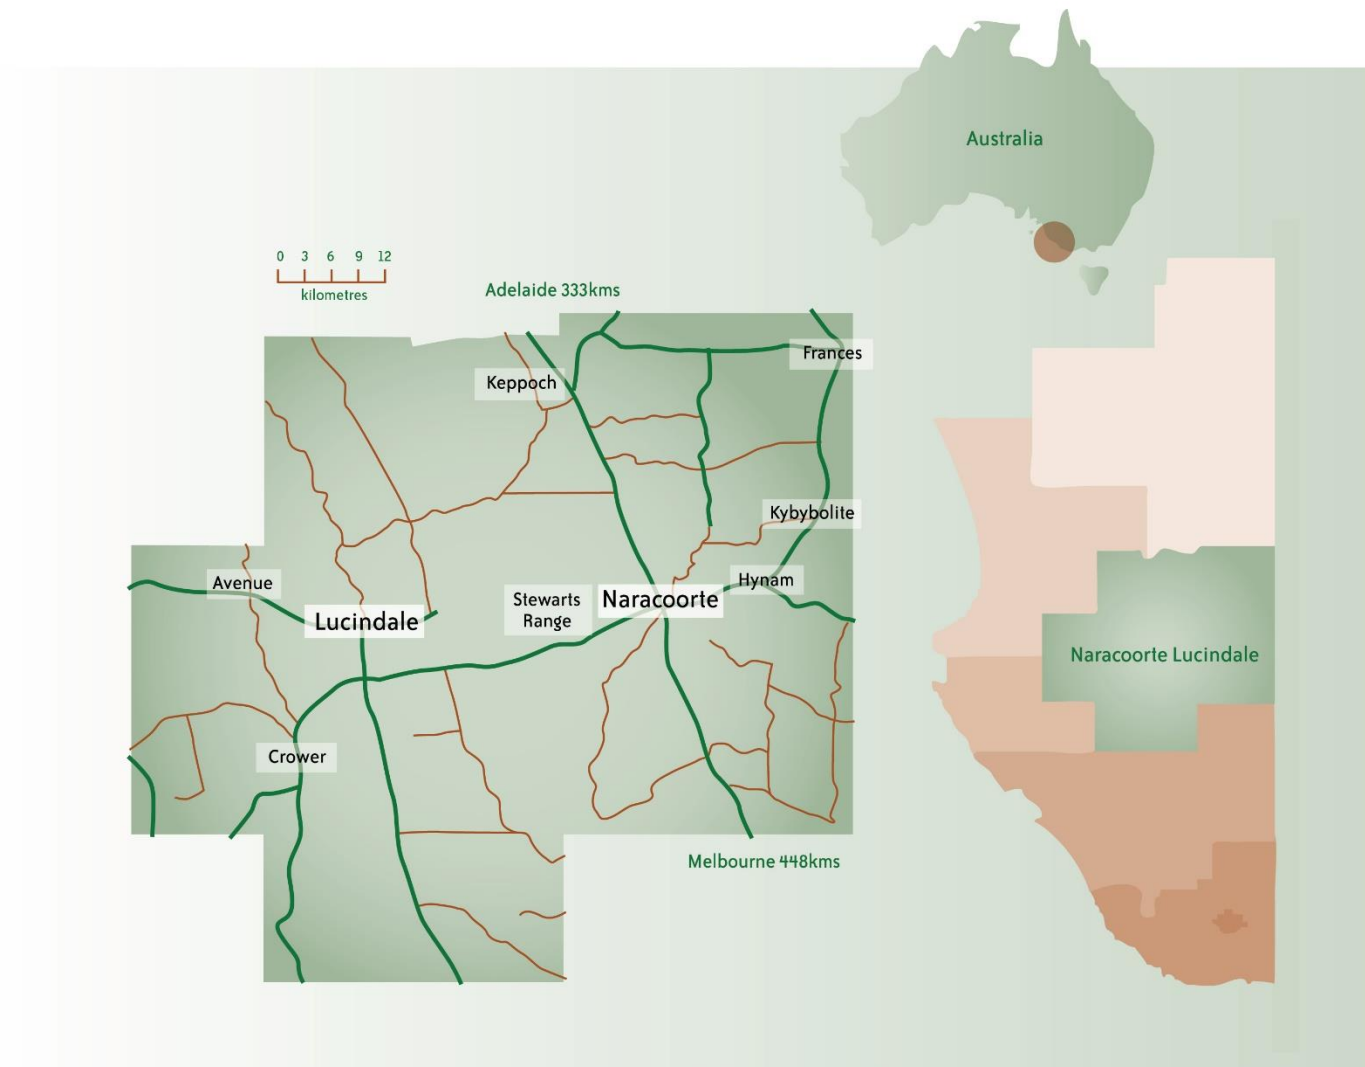 Australia
0 3 6 9 12
kilometres
Adelaide 333kms
Frances
Keppoch
Kybybolite
Hynam
Avenue
Stewarts
Range
Naracoorte
Lucindale
Naracoorte Lucindale
Crower
Melbourne 448kms